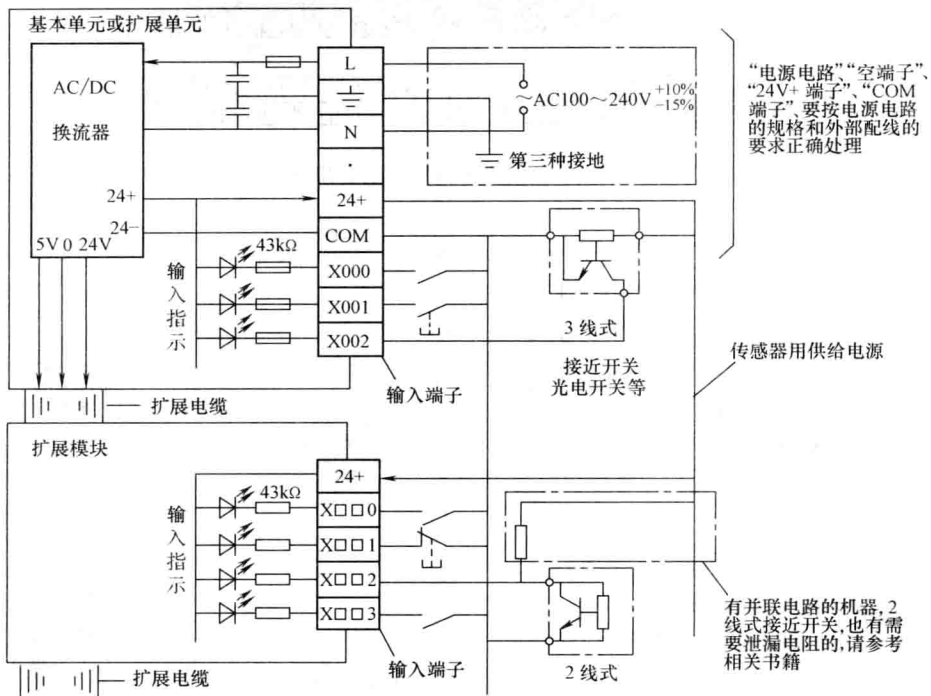 基本单元或扩展单元
AC/DC
换流器
24+
24−
5V 0 24V
43kΩ
输入指示
L
N
·
24+
COM
X000
X001
X002
AC100～240V +10% −15%
第三种接地
“电源电路”、“空端子”、
“24V+ 端子”、“COM
端子”、要按电源电路
的规格和外部配线的
要求正确处理
3 线式
接近开关
光电开关等
输入端子
传感器用供给电源
扩展电缆
扩展模块
24+
43kΩ
输入指示
X□□0
X□□1
X□□2
X□□3
输入端子
2 线式
有并联电路的机器,2
线式接近开关,也有需
要泄漏电阻的,请参考
相关书籍
扩展电缆